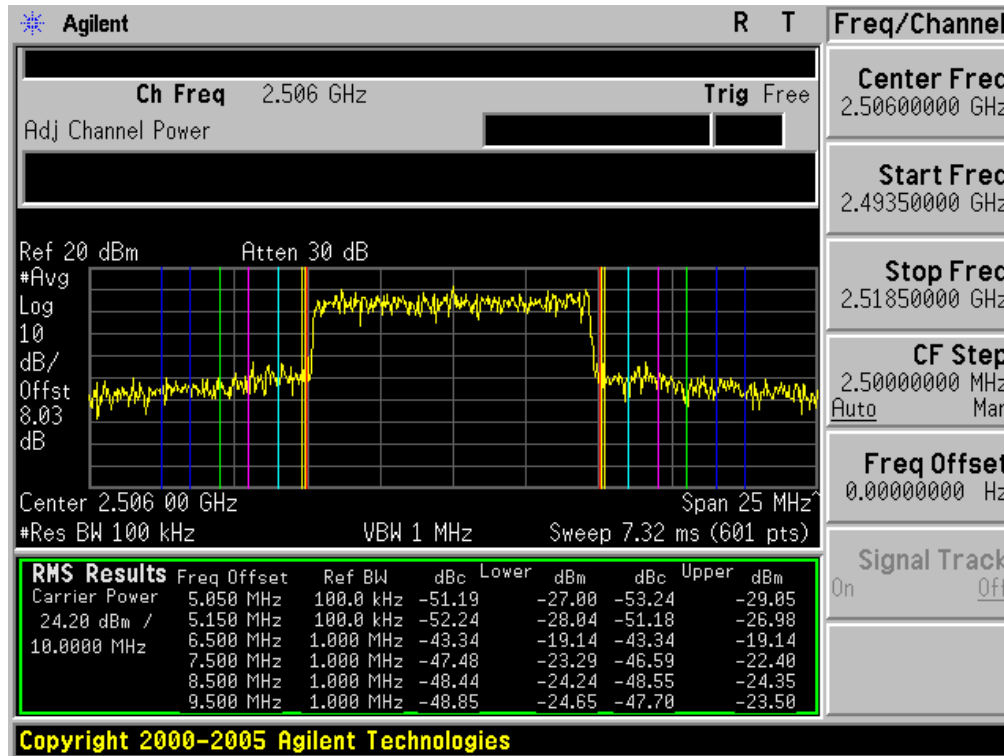 Agilent R T
Freq/Channel
Ch Freq 2.506 GHz Trig Free
Adj Channel Power
Center Freq
2.50600000 GHz
Start Freq
2.49350000 GHz
Stop Freq
2.51850000 GHz
CF Step
2.50000000 MHz
Auto Man
Freq Offset
0.00000000 Hz
Signal Track
On Off
Ref 20 dBm Atten 30 dB
#Avg
Log
10
dB/
Offst
8.03
dB
Center 2.506 00 GHz Span 25 MHz^
#Res BW 100 kHz VBW 1 MHz Sweep 7.32 ms (601 pts)
RMS Results Freq Offset Ref BW dBc Lower dBm dBc Upper dBm
Carrier Power 5.050 MHz 100.0 kHz -51.19 -27.00 -53.24 -29.05
24.20 dBm / 5.150 MHz 100.0 kHz -52.24 -28.04 -51.18 -26.98
10.0000 MHz 6.500 MHz 1.000 MHz -43.34 -19.14 -43.34 -19.14
7.500 MHz 1.000 MHz -47.48 -23.29 -46.59 -22.40
8.500 MHz 1.000 MHz -48.44 -24.24 -48.55 -24.35
9.500 MHz 1.000 MHz -48.85 -24.65 -47.70 -23.50
Copyright 2000-2005 Agilent Technologies